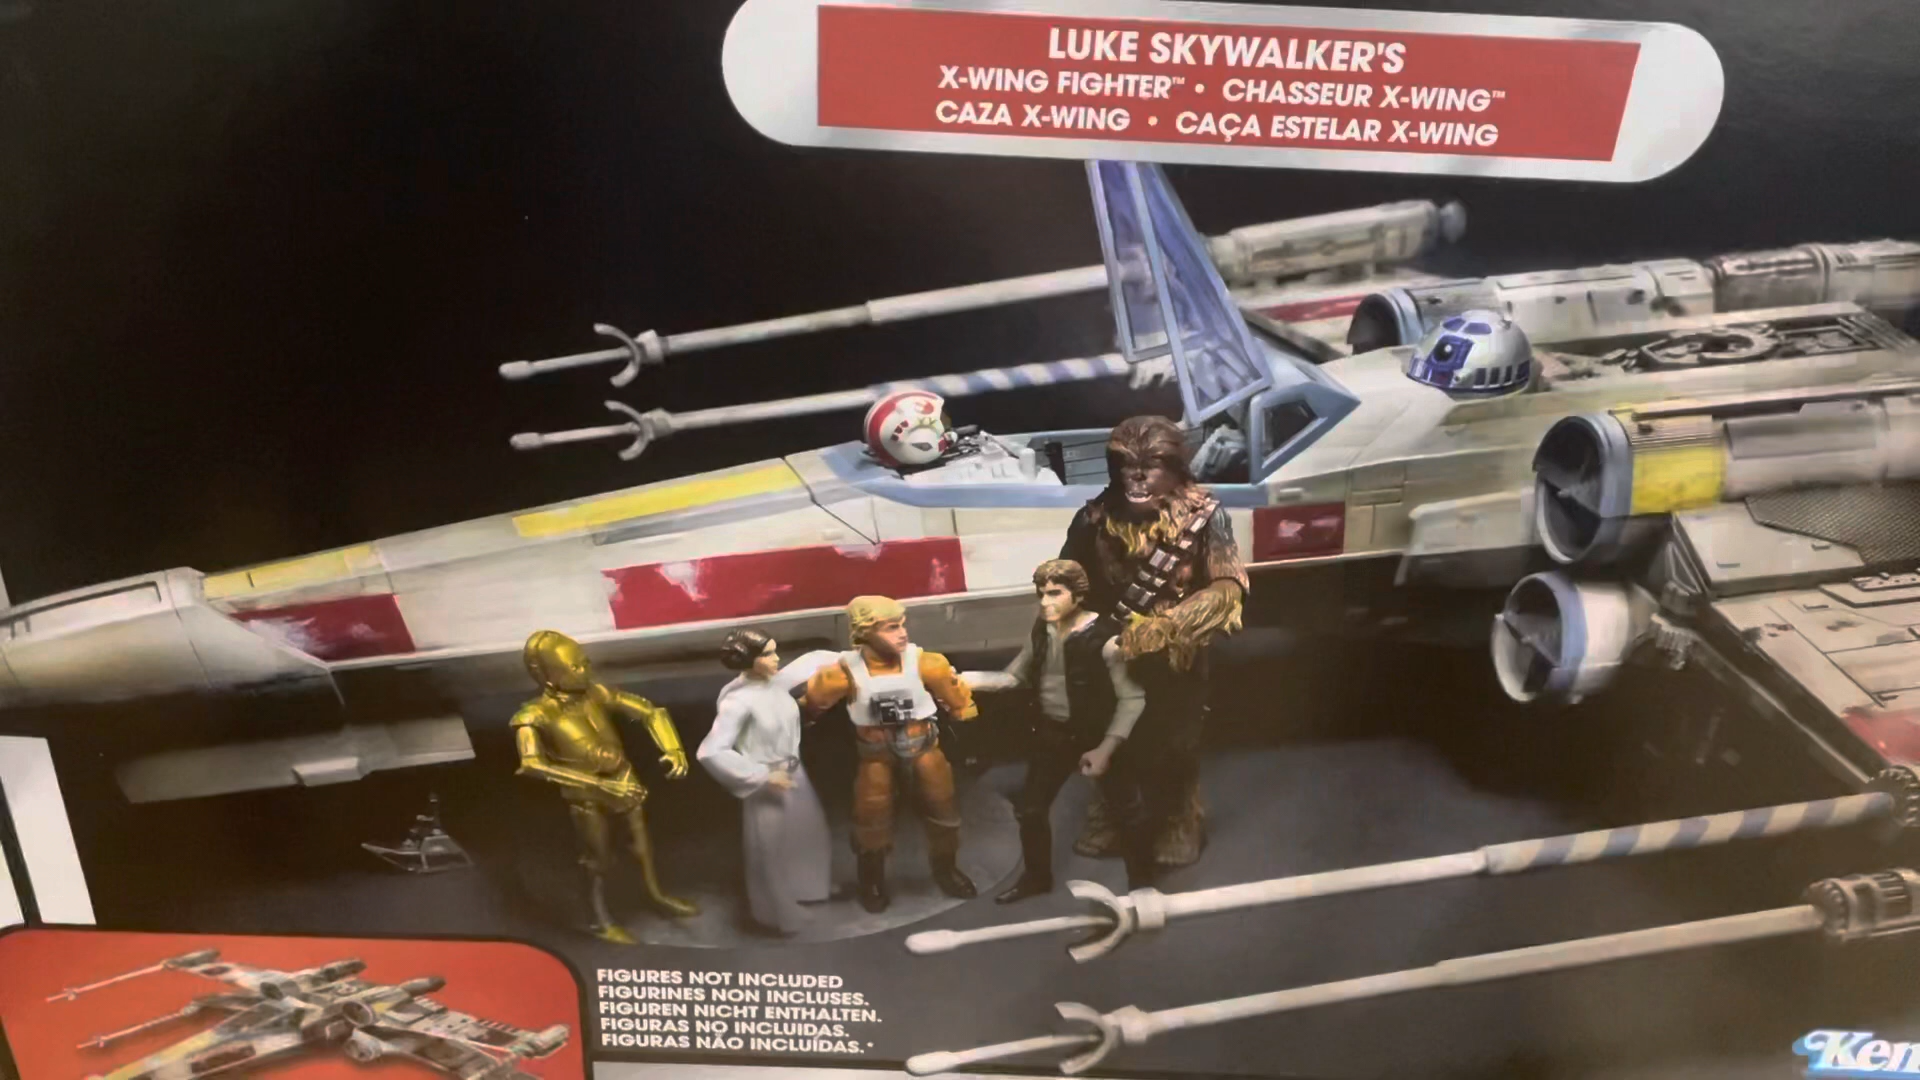 LUKE SKYWALKER'S
X-WING FIGHTER™ • CHASSEUR X-WING™
CAZA X-WING • CAÇA ESTELAR X-WING
FIGURES NOT INCLUDED
FIGURINES NON INCLUSES.
FIGUREN NICHT ENTHALTEN.
FIGURAS NO INCLUIDAS.
FIGURAS NÃO INCLUÍDAS.*
Ken